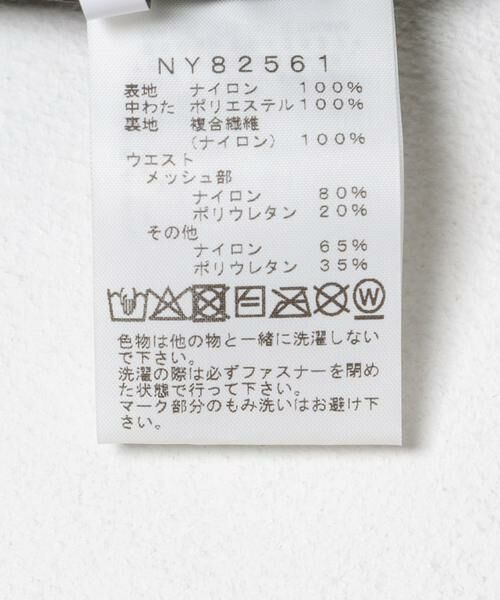 NY82561
表地 ナイロン 100%
中わた ポリエステル100%
裏地 複合繊維
(ナイロン) 100%
ウエスト
メッシュ部
ナイロン 80%
ポリウレタン 20%
その他
ナイロン 65%
ポリウレタン 35%
W
色物は他の物と一緒に洗濯しない
で下さい。
洗濯の際は必ずファスナーを閉め
た状態で行って下さい。
マーク部分のもみ洗いはお避け下
さい。